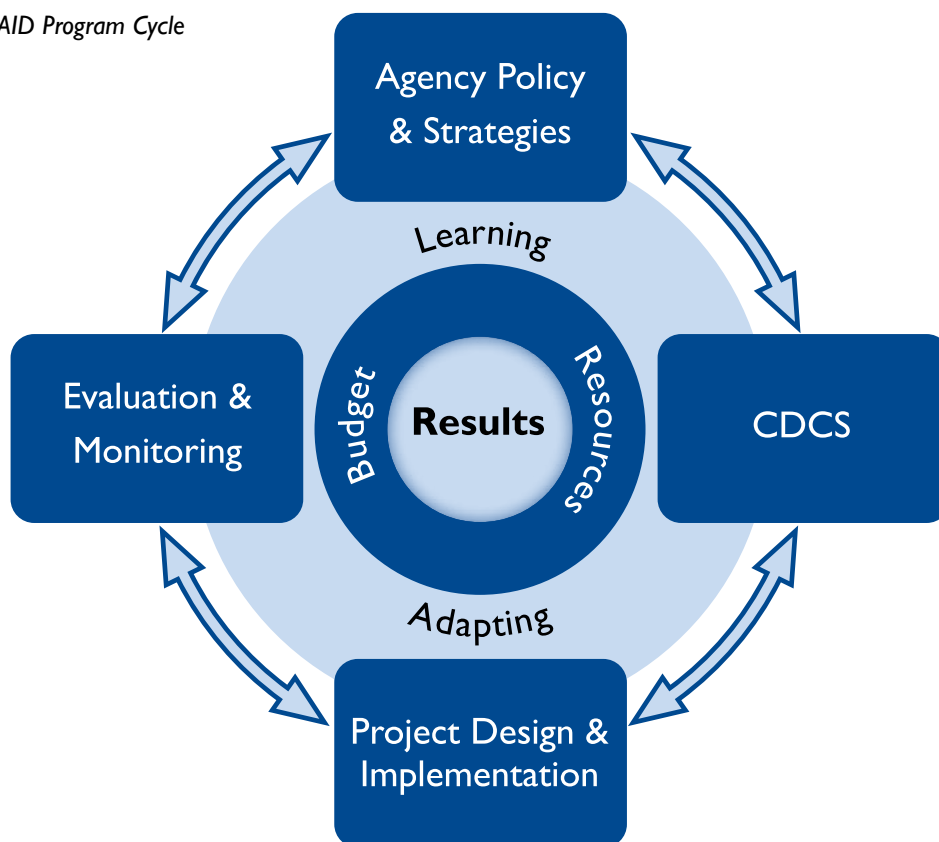 AID Program Cycle
Agency Policy
& Strategies
Learning
Evaluation &
Monitoring
Budget
Results
Resources
CDCS
Adapting
Project Design &
Implementation